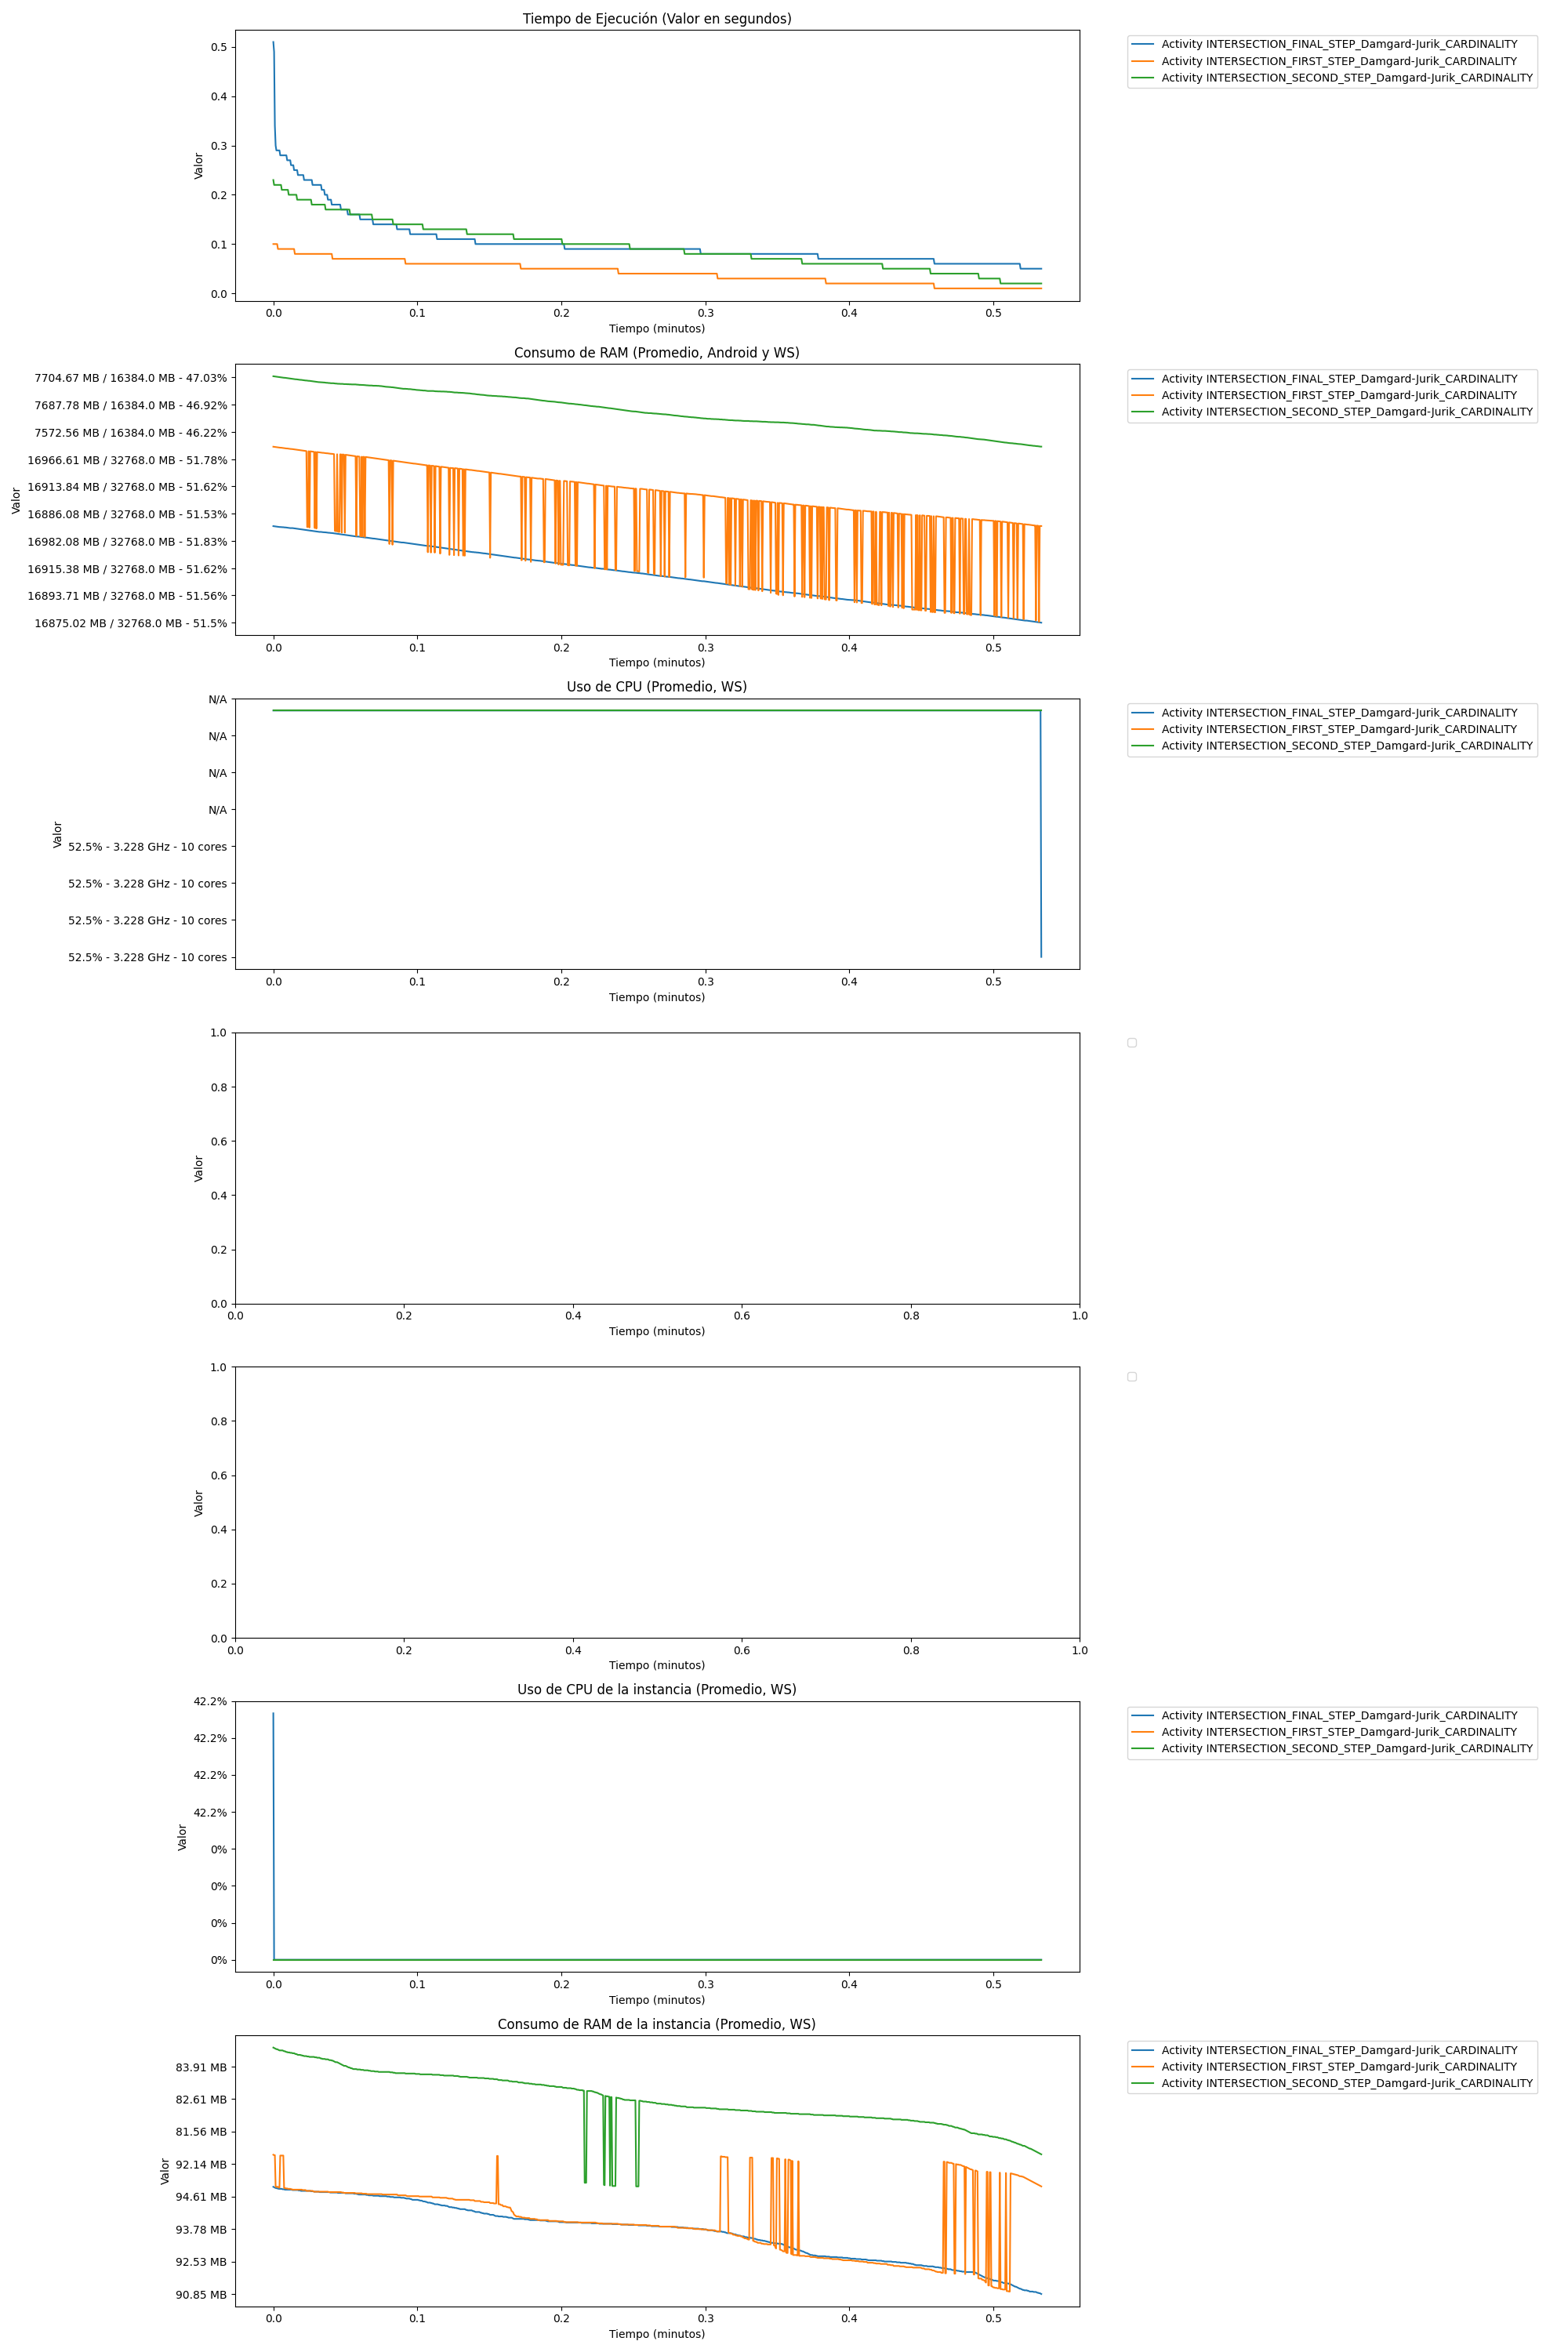 Tiempo de Ejecución (Valor en segundos)
Valor
0.5
0.4
0.3
0.2
0.1
0.0
0.0 0.1 0.2 0.3 0.4 0.5
Tiempo (minutos)
Activity INTERSECTION_FINAL_STEP_Damgard-Jurik_CARDINALITY
Activity INTERSECTION_FIRST_STEP_Damgard-Jurik_CARDINALITY
Activity INTERSECTION_SECOND_STEP_Damgard-Jurik_CARDINALITY
Consumo de RAM (Promedio, Android y WS)
Valor
7704.67 MB / 16384.0 MB - 47.03%
7687.78 MB / 16384.0 MB - 46.92%
7572.56 MB / 16384.0 MB - 46.22%
16966.61 MB / 32768.0 MB - 51.78%
16913.84 MB / 32768.0 MB - 51.62%
16886.08 MB / 32768.0 MB - 51.53%
16982.08 MB / 32768.0 MB - 51.83%
16915.38 MB / 32768.0 MB - 51.62%
16893.71 MB / 32768.0 MB - 51.56%
16875.02 MB / 32768.0 MB - 51.5%
0.0 0.1 0.2 0.3 0.4 0.5
Tiempo (minutos)
Activity INTERSECTION_FINAL_STEP_Damgard-Jurik_CARDINALITY
Activity INTERSECTION_FIRST_STEP_Damgard-Jurik_CARDINALITY
Activity INTERSECTION_SECOND_STEP_Damgard-Jurik_CARDINALITY
Uso de CPU (Promedio, WS)
Valor
N/A
N/A
N/A
N/A
52.5% - 3.228 GHz - 10 cores
52.5% - 3.228 GHz - 10 cores
52.5% - 3.228 GHz - 10 cores
52.5% - 3.228 GHz - 10 cores
0.0 0.1 0.2 0.3 0.4 0.5
Tiempo (minutos)
Activity INTERSECTION_FINAL_STEP_Damgard-Jurik_CARDINALITY
Activity INTERSECTION_FIRST_STEP_Damgard-Jurik_CARDINALITY
Activity INTERSECTION_SECOND_STEP_Damgard-Jurik_CARDINALITY
Valor
1.0
0.8
0.6
0.4
0.2
0.0
0.0 0.2 0.4 0.6 0.8 1.0
Tiempo (minutos)
Valor
1.0
0.8
0.6
0.4
0.2
0.0
0.0 0.2 0.4 0.6 0.8 1.0
Tiempo (minutos)
Uso de CPU de la instancia (Promedio, WS)
Valor
42.2%
42.2%
42.2%
42.2%
0%
0%
0%
0%
0.0 0.1 0.2 0.3 0.4 0.5
Tiempo (minutos)
Activity INTERSECTION_FINAL_STEP_Damgard-Jurik_CARDINALITY
Activity INTERSECTION_FIRST_STEP_Damgard-Jurik_CARDINALITY
Activity INTERSECTION_SECOND_STEP_Damgard-Jurik_CARDINALITY
Consumo de RAM de la instancia (Promedio, WS)
Valor
83.91 MB
82.61 MB
81.56 MB
92.14 MB
94.61 MB
93.78 MB
92.53 MB
90.85 MB
0.0 0.1 0.2 0.3 0.4 0.5
Tiempo (minutos)
Activity INTERSECTION_FINAL_STEP_Damgard-Jurik_CARDINALITY
Activity INTERSECTION_FIRST_STEP_Damgard-Jurik_CARDINALITY
Activity INTERSECTION_SECOND_STEP_Damgard-Jurik_CARDINALITY